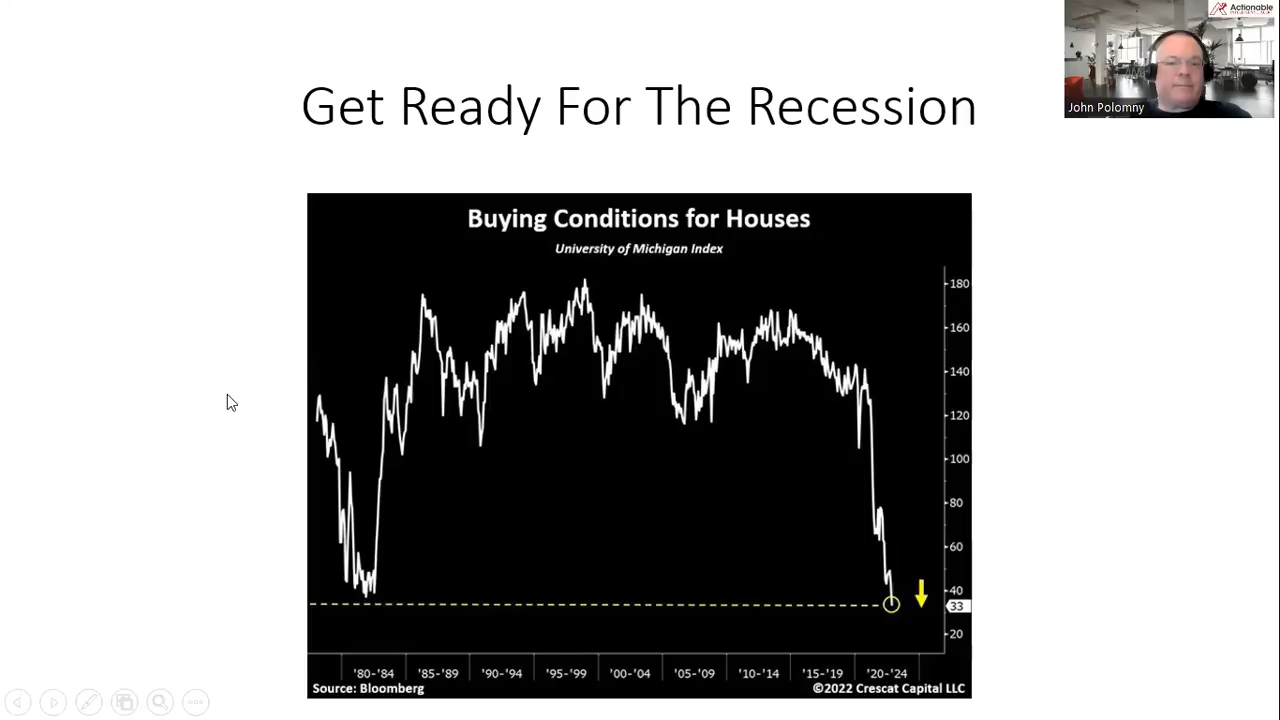 Actionable
John Polomny
Get Ready For The Recession
Buying Conditions for Houses
University of Michigan Index
180
160
140
120
100
80
60
40
33
20
'80-'84 '85-'89 '90-'94 '95-'99 '00-'04 '05-'09 '10-'14 '15-'19 '20-'24
Source: Bloomberg ©2022 Crescat Capital LLC